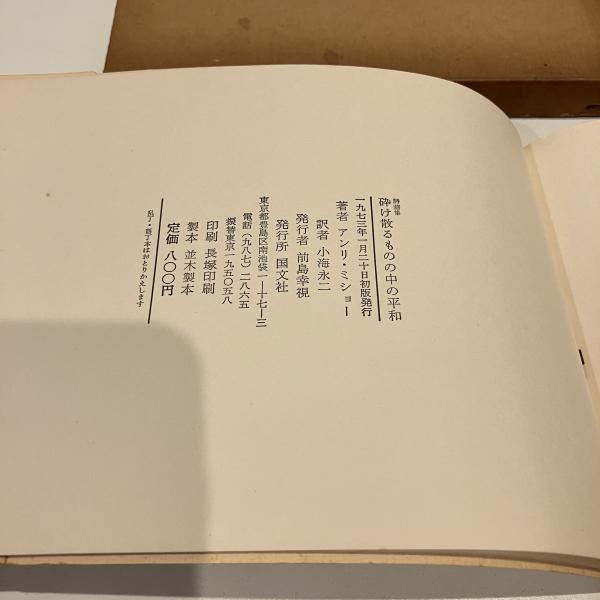 詩画集
砕け散るものの中の平和
一九七三年一月二十日初版発行
著者 アンリ・ミショー
訳者 小海永二
発行者 前島幸視
発行所 国文社
東京都豊島区南池袋一―十七―三
電話(九八七)二八六五
振替東京一九五〇五八
印刷 長塚印刷
製本 並木製本
定価 八〇〇円
乱丁・落丁本はおとりかえします